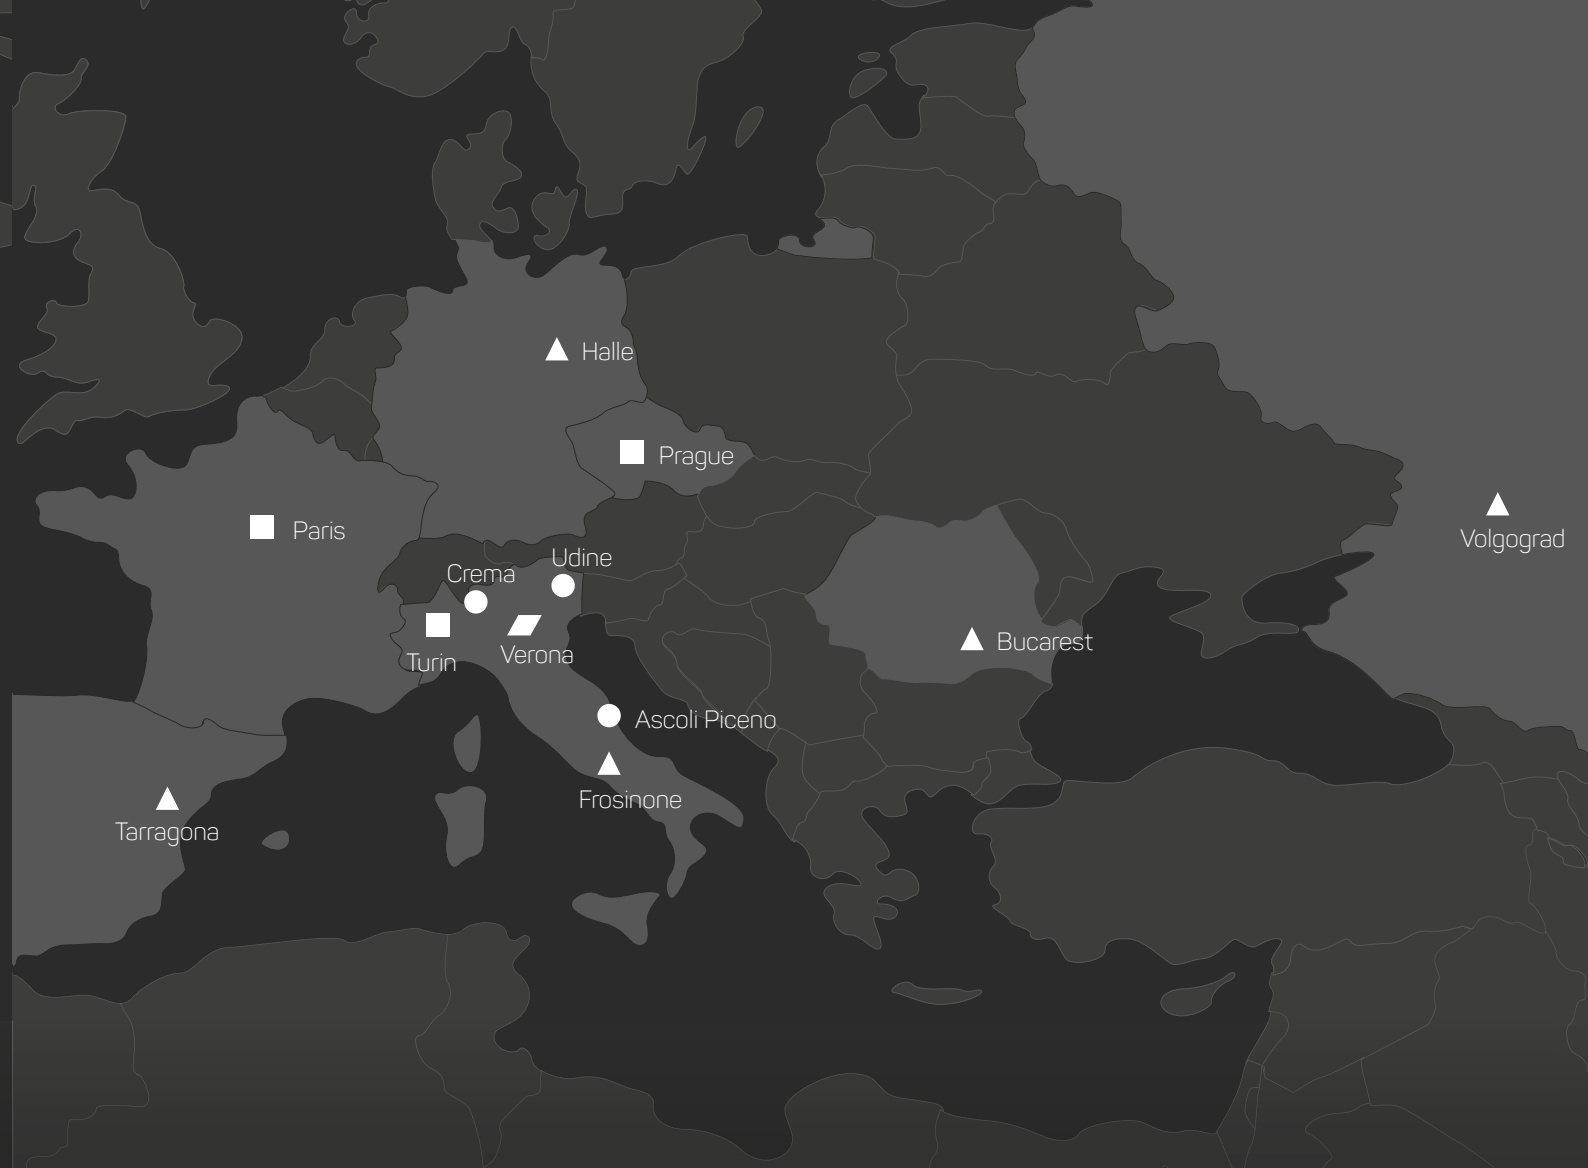 Halle
Prague
Paris
Volgograd
Udine
Crema
Bucarest
Verona
Turin
Ascoli Piceno
Frosinone
Tarragona